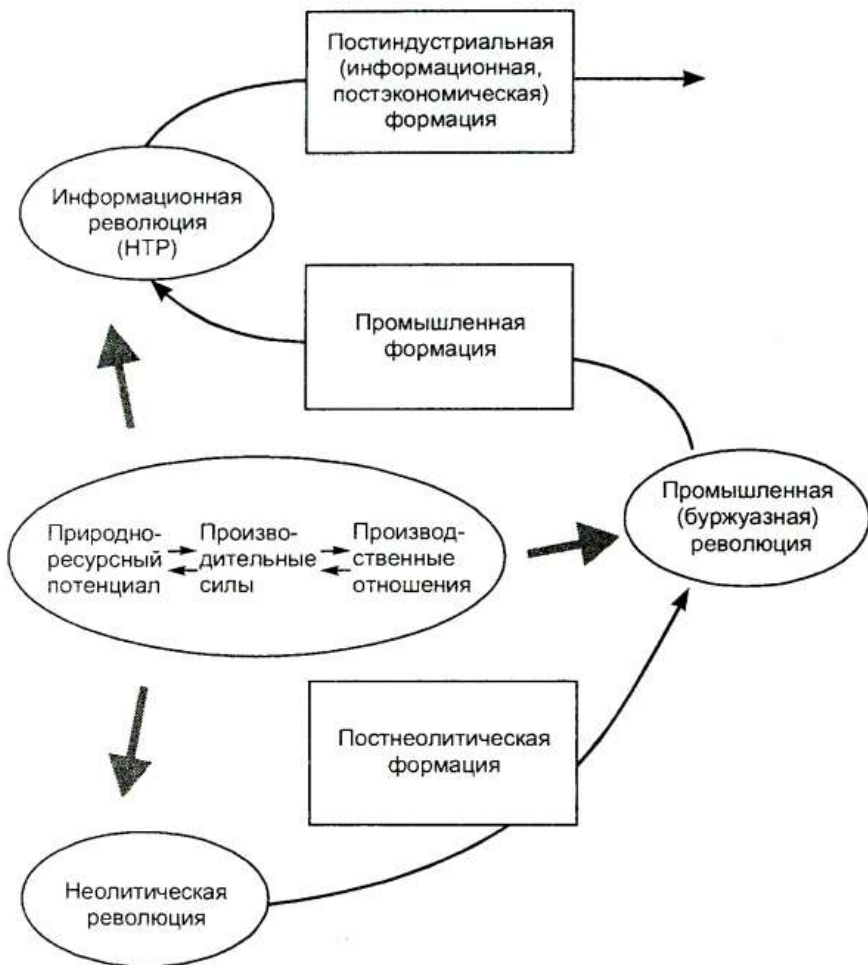 Постиндустриальная
(информационная,
постэкономическая)
формация
Информационная
революция
(НТР)
Промышленная
формация
Промышленная
(буржуазная)
революция
Природно-
ресурсный
потенциал
Произво-
дительные
силы
Производ-
ственные
отношения
Постнеолитическая
формация
Неолитическая
революция